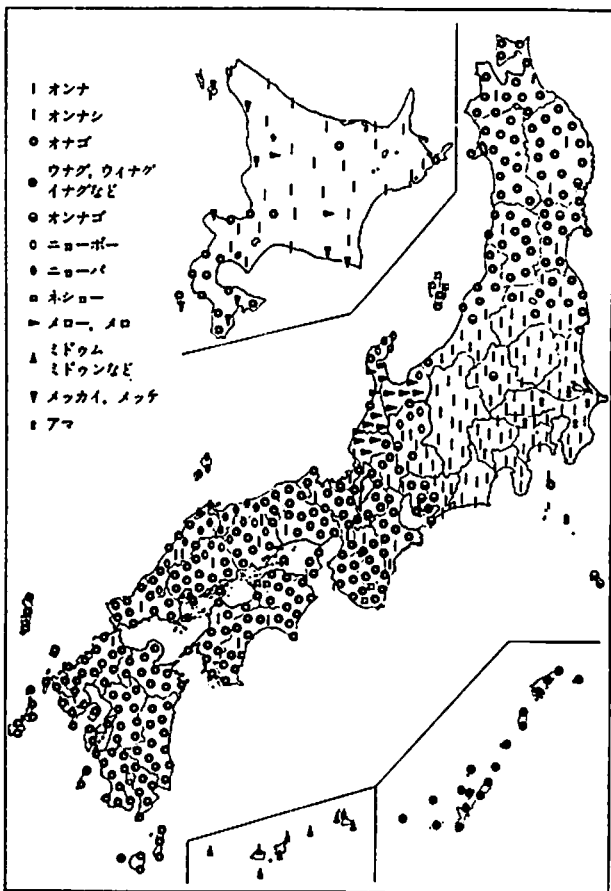 オンナ
オンナシ
オナゴ
ウナグ, ウィナグ
イナグなど
オンナゴ
ニョーボー
ニョーバ
ネショー
メロー, メロ
ミドゥム
ミドゥンなど
メッカイ, メッチ
アマ